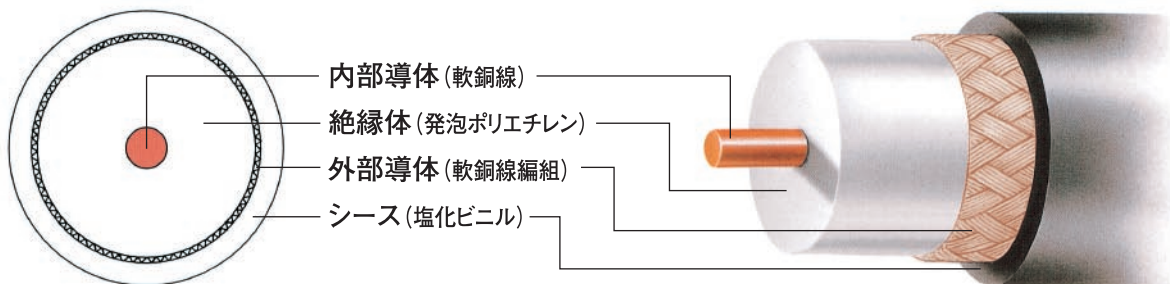 内部導体(軟銅線)
絶縁体(発泡ポリエチレン)
外部導体(軟銅線編組)
シース(塩化ビニル)